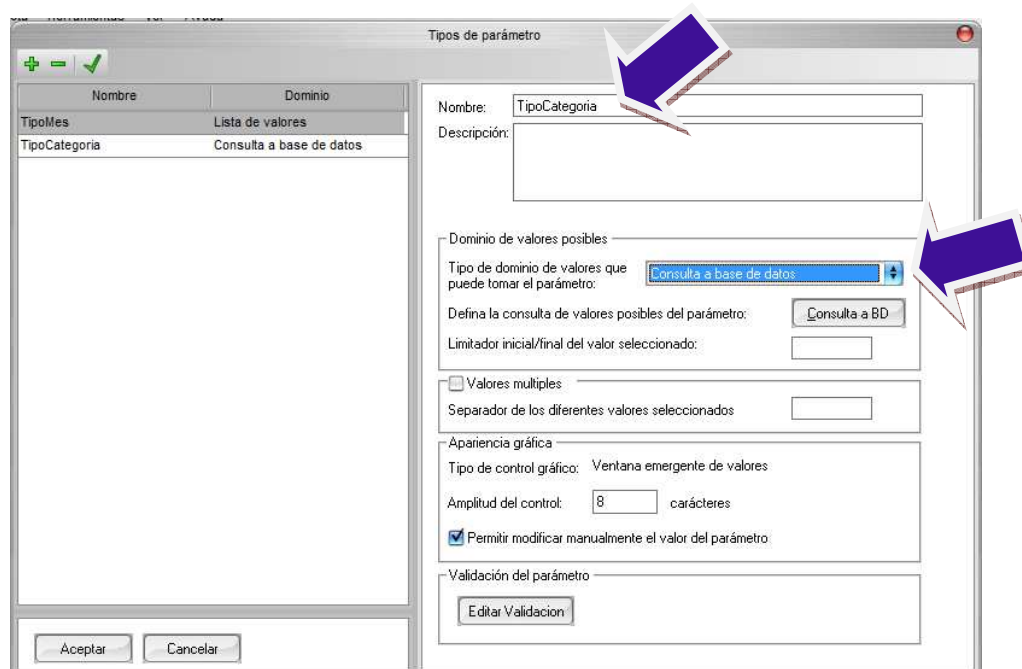 Tipos de parámetro
Nombre Dominio
TipoMes Lista de valores
TipoCategoria Consulta a base de datos
Nombre: TipoCategoria
Descripción:
Dominio de valores posibles
Tipo de dominio de valores que
puede tomar el parámetro:
Consulta a base de datos
Defina la consulta de valores posibles del parámetro: Consulta a BD
Limitador inicial/final del valor seleccionado:
Valores multiples
Separador de los diferentes valores seleccionados
Apariencia gráfica
Tipo de control gráfico: Ventana emergente de valores
Amplitud del control: 8 carácteres
Permitir modificar manualmente el valor del parámetro
Validación del parámetro
Editar Validacion
Aceptar Cancelar